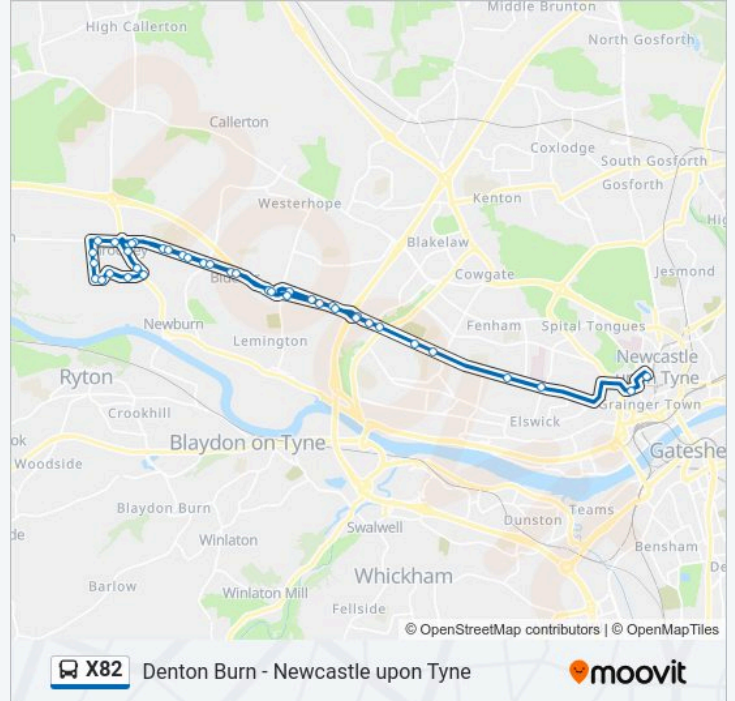 Middle Brunton
High Callerton
North Gosforth
Callerton
Coxlodge
South Gosforth
Gosforth
Kenton
Westerhope
Blakelaw
Jesmond
Cowgate
Newburn
Fenham
Spital Tongues
Lemington
Newcastle
upon Tyne
Ryton
Grainger Town
Crookhill
Elswick
Blaydon on Tyne
Gateshe
Woodside
Blaydon Burn
Teams
Dunston
Swalwell
Winlaton
Bensham
Whickham
Barlow
Winlaton Mill
Fellside
© OpenStreetMap contributors | © OpenMapTiles
X82 Denton Burn - Newcastle upon Tyne
moovit